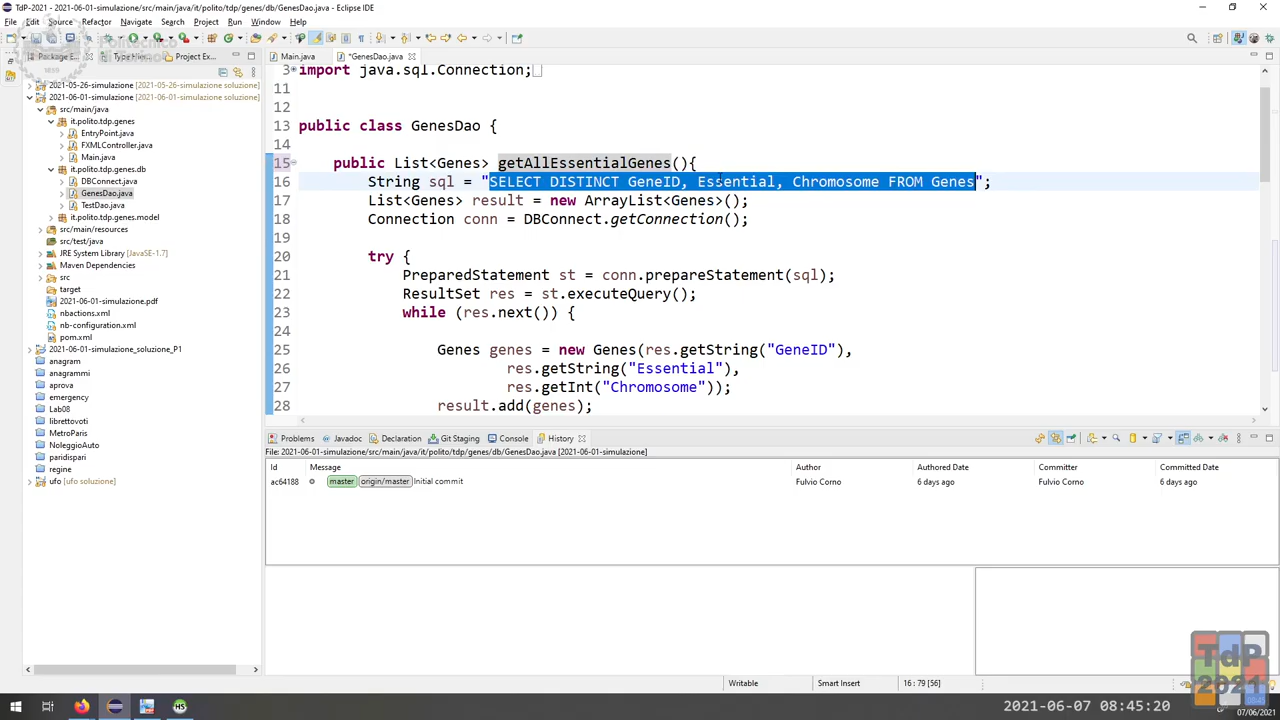 TdP-2021 - 2021-06-01-simulazione/src/main/java/it/polito/tdp/genes/db/GenesDao.java - Eclipse IDE
File Edit Source Refactor Navigate Search Project Run Window Help
Politecnico
1859
Package E
Type Hier
Project Ex...
2021-05-26-simulazione [2021-05-26-simulazione soluzione]
2021-06-01-simulazione [2021-06-01-simulazione soluzione]
src/main/java
it.polito.tdp.genes
EntryPoint.java
FXMLController.java
Main.java
it.polito.tdp.genes.db
DBConnect.java
GenesDao.java
TestDao.java
it.polito.tdp.genes.model
src/main/resources
src/test/java
JRE System Library [JavaSE-1.7]
Maven Dependencies
src
target
2021-06-01-simulazione.pdf
nbactions.xml
nb-configuration.xml
pom.xml
2021-06-01-simulazione_soluzione_P1
anagram
anagrammi
aprova
emergency
Lab08
librettovoti
MetroParis
NoleggioAuto
paridispari
regine
ufo [ufo soluzione]
Main.java
*GenesDao.java
3 import java.sql.Connection;
11
12
13 public class GenesDao {
14
15 public List<Genes> getAllEssentialGenes(){
16 String sql = "SELECT DISTINCT GeneID, Essential, Chromosome FROM Genes";
17 List<Genes> result = new ArrayList<Genes>();
18 Connection conn = DBConnect.getConnection();
19
20 try {
21 PreparedStatement st = conn.prepareStatement(sql);
22 ResultSet res = st.executeQuery();
23 while (res.next()) {
24
25 Genes genes = new Genes(res.getString("GeneID"),
26 res.getString("Essential"),
27 res.getInt("Chromosome"));
28 result.add(genes);
Problems Javadoc Declaration Git Staging Console History
File: 2021-06-01-simulazione/src/main/java/it/polito/tdp/genes/db/GenesDao.java [2021-06-01-simulazione]
Id Message Author Authored Date Committer Committed Date
ac64188 master origin/master Initial commit Fulvio Corno 6 days ago Fulvio Corno 6 days ago
Writable Smart Insert 16 : 79 [56]
TdP
2021
2021-06-07 08:45:20
07/06/2021